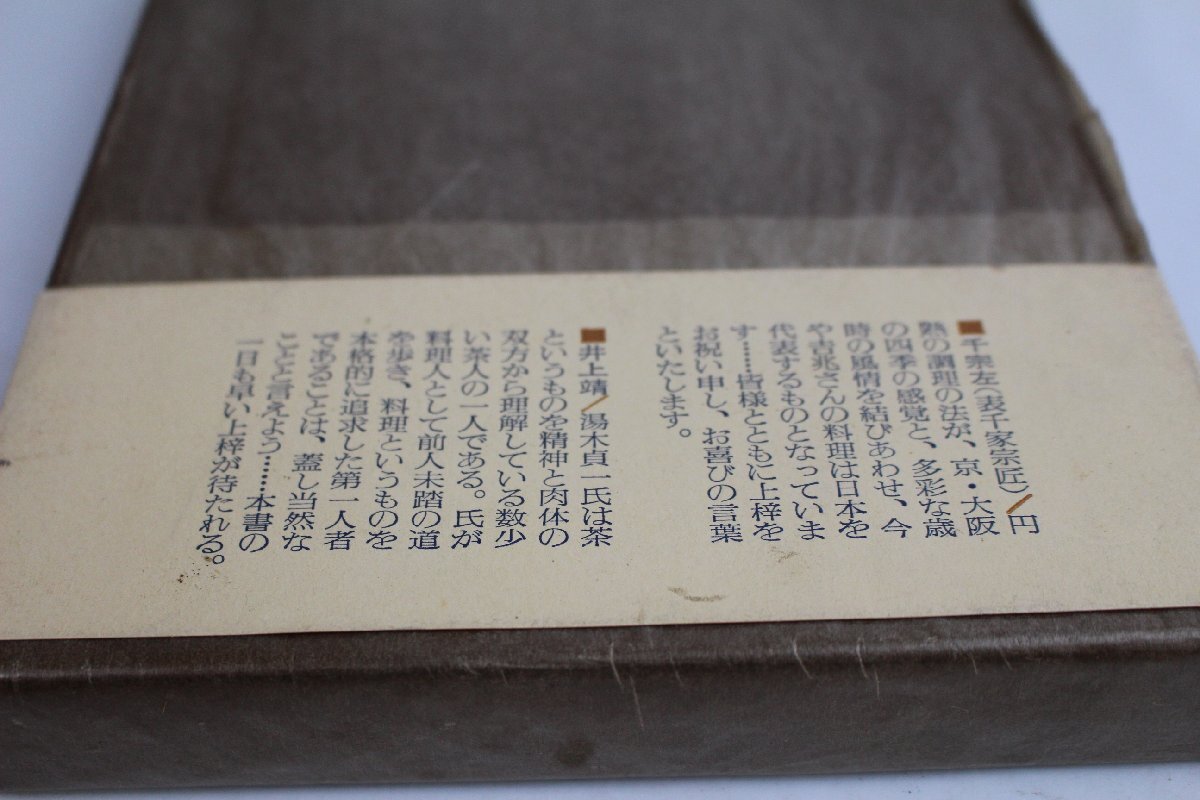 ■千宗左(表千家宗匠)／円
熟の調理の法が、京・大阪
の四季の感覚と、多彩な歳
時の風情を結びあわせ、今
や吉兆さんの料理は日本を
代表するものとなっていま
す……皆様とともに上梓を
お祝い申し、お喜びの言葉
といたします。
■井上靖／湯木貞一氏は茶
というものを精神と肉体の
双方から理解している数少
い茶人の一人である。氏が
料理人として前人未踏の道
を歩き、料理というものを
本格的に追求した第一人者
であることは、蓋し当然な
ことと言えよう……本書の
一日も早い上梓が待たれる。